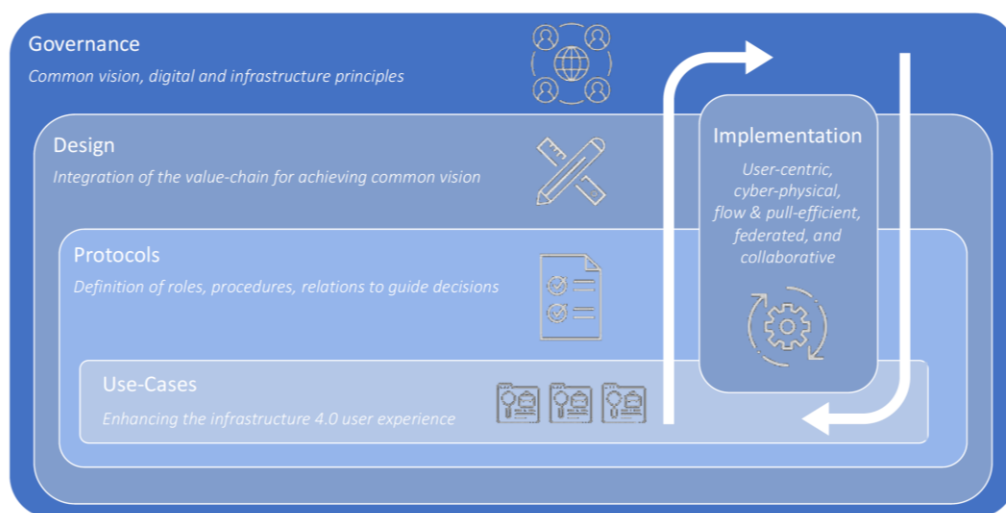 Governance
Common vision, digital and infrastructure principles
Design
Integration of the value-chain for achieving common vision
Protocols
Definition of roles, procedures, relations to guide decisions
Use-Cases
Enhancing the infrastructure 4.0 user experience
Implementation
User-centric,
cyber-physical,
flow & pull-efficient,
federated, and
collaborative